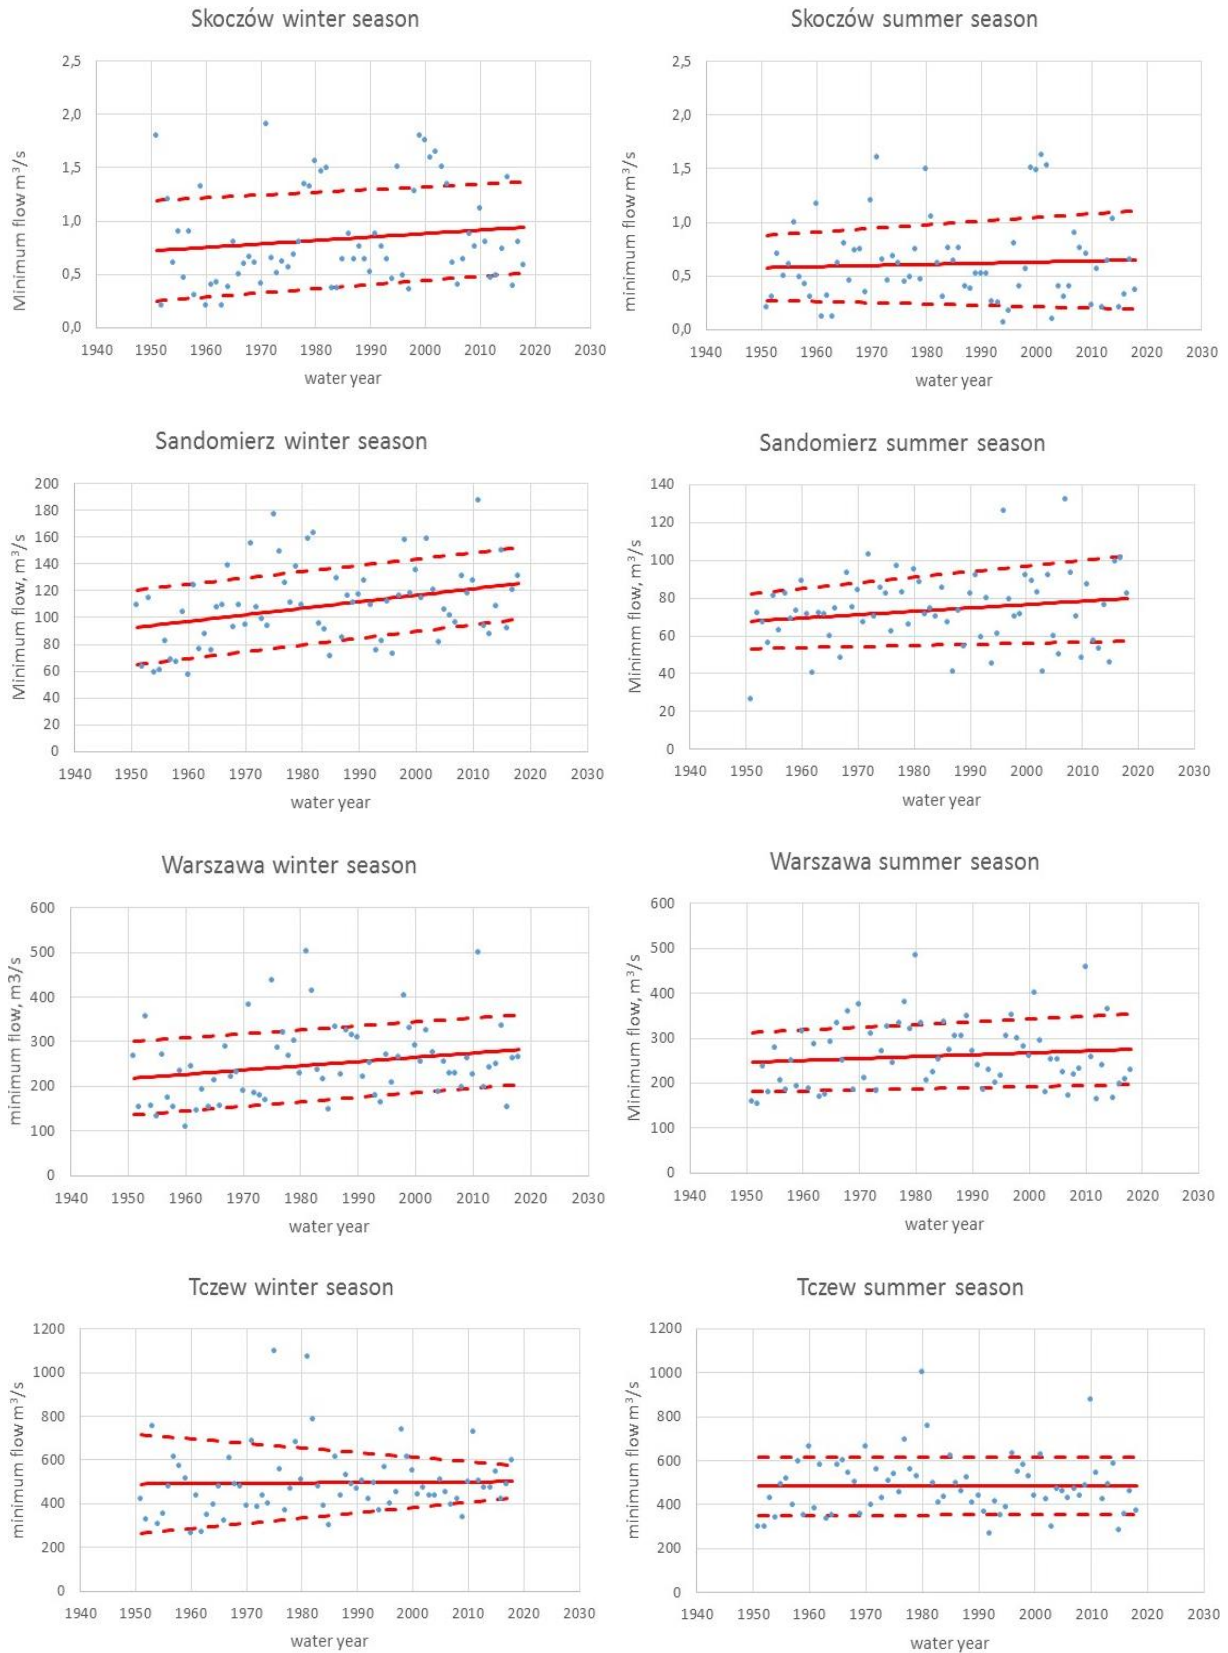 Skoczów winter season
Minimum flow m³/s
2,5
2,0
1,5
1,0
0,5
0,0
1940 1950 1960 1970 1980 1990 2000 2010 2020 2030
water year
Skoczów summer season
minimum flow m³/s
2,5
2,0
1,5
1,0
0,5
0,0
1940 1950 1960 1970 1980 1990 2000 2010 2020 2030
water year
Sandomierz winter season
Minimum flow, m³/s
200
180
160
140
120
100
80
60
40
20
0
1940 1950 1960 1970 1980 1990 2000 2010 2020 2030
water year
Sandomierz summer season
Minimm flow, m³/s
140
120
100
80
60
40
20
0
1940 1950 1960 1970 1980 1990 2000 2010 2020 2030
water year
Warszawa winter season
minimum flow, m3/s
600
500
400
300
200
100
0
1940 1950 1960 1970 1980 1990 2000 2010 2020 2030
water year
Warszawa summer season
Minimum flow, m³/s
600
500
400
300
200
100
0
1940 1950 1960 1970 1980 1990 2000 2010 2020 2030
water year
Tczew winter season
minimum flow m³/s
1200
1000
800
600
400
200
0
1940 1950 1960 1970 1980 1990 2000 2010 2020 2030
water year
Tczew summer season
minimum flow m³/s
1200
1000
800
600
400
200
0
1940 1950 1960 1970 1980 1990 2000 2010 2020 2030
water year